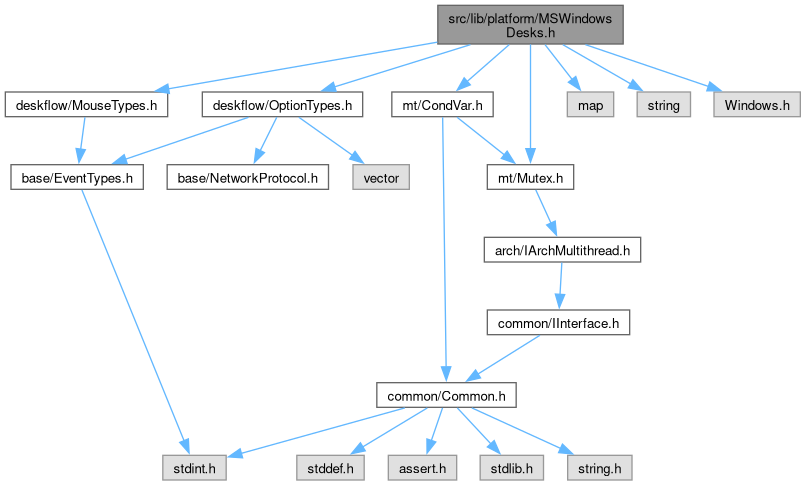 src/lib/platform/MSWindows
Desks.h
deskflow/MouseTypes.h
deskflow/OptionTypes.h
mt/CondVar.h
map
string
Windows.h
base/EventTypes.h
base/NetworkProtocol.h
vector
mt/Mutex.h
arch/IArchMultithread.h
common/IInterface.h
common/Common.h
stdint.h
stddef.h
assert.h
stdlib.h
string.h